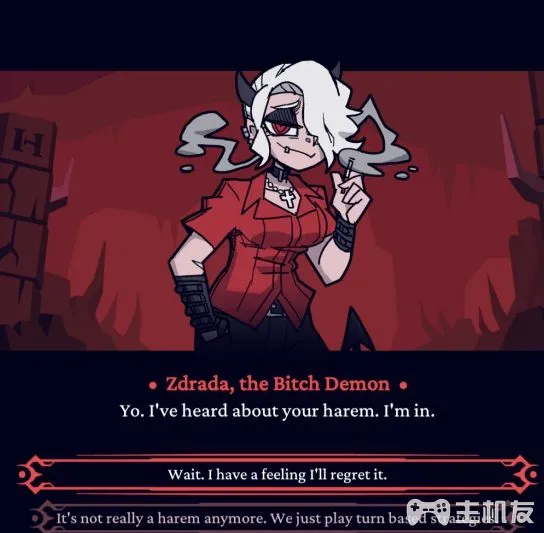 H
• Zdrada, the Bitch Demon •
Yo. I've heard about your harem. I'm in.
Wait. I have a feeling I'll regret it.
It's not really a harem anymore. We just play turn based strategies.
主机友